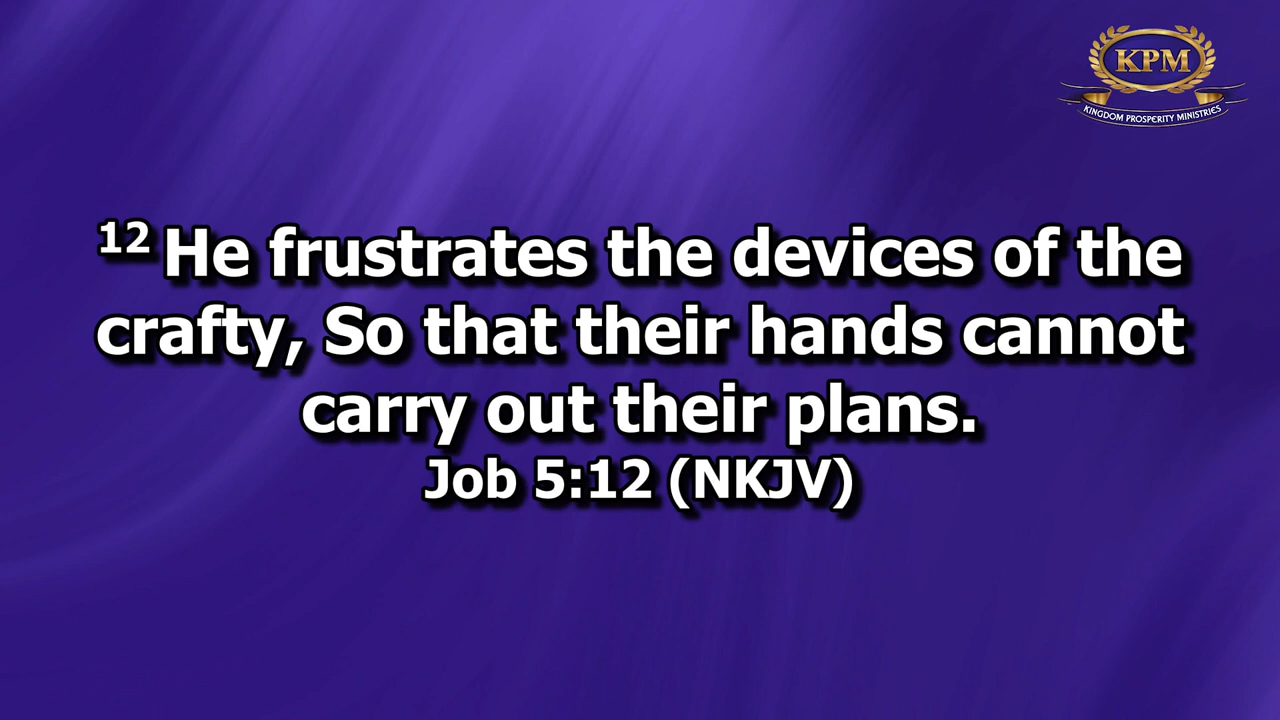 KPM
KINGDOM PROSPERITY MINISTRIES
12 He frustrates the devices of the
crafty, So that their hands cannot
carry out their plans.
Job 5:12 (NKJV)